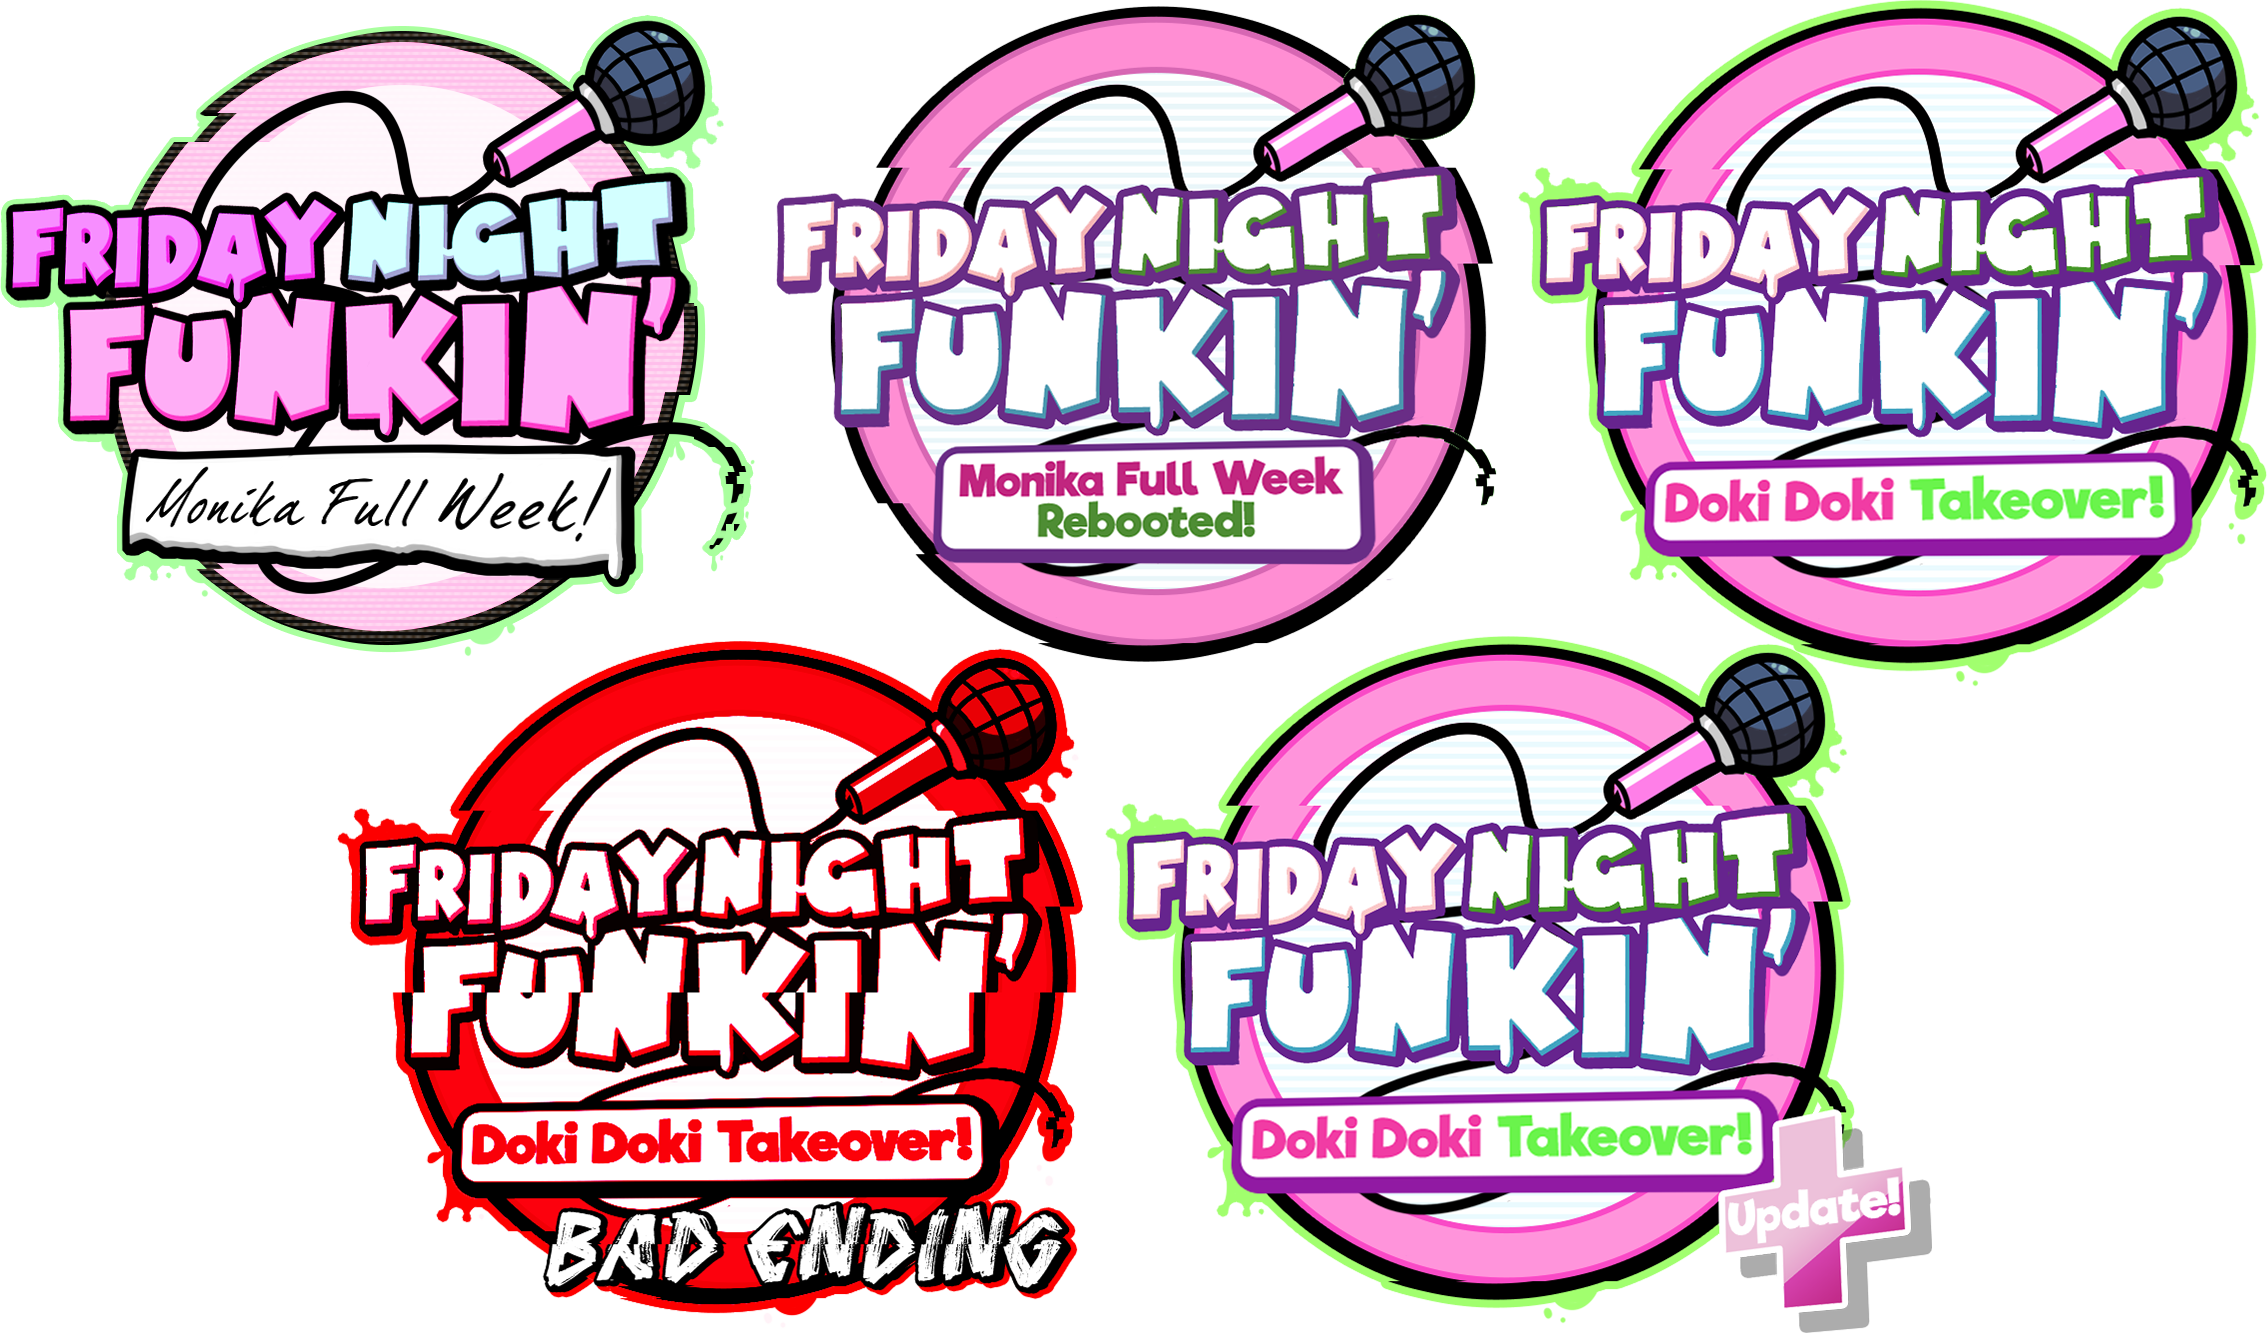 FRIDAY NIGHT
FUNKIN'
Monika Full Week!
FRIDAY NIGHT
FUNKIN'
Monika Full Week
Rebooted!
FRIDAY NIGHT
FUNKIN'
Doki Doki Takeover!
FRIDAY NIGHT
FUNKIN'
Doki Doki Takeover!
BAD ENDING
FRIDAY NIGHT
FUNKIN'
Doki Doki Takeover!
Update!